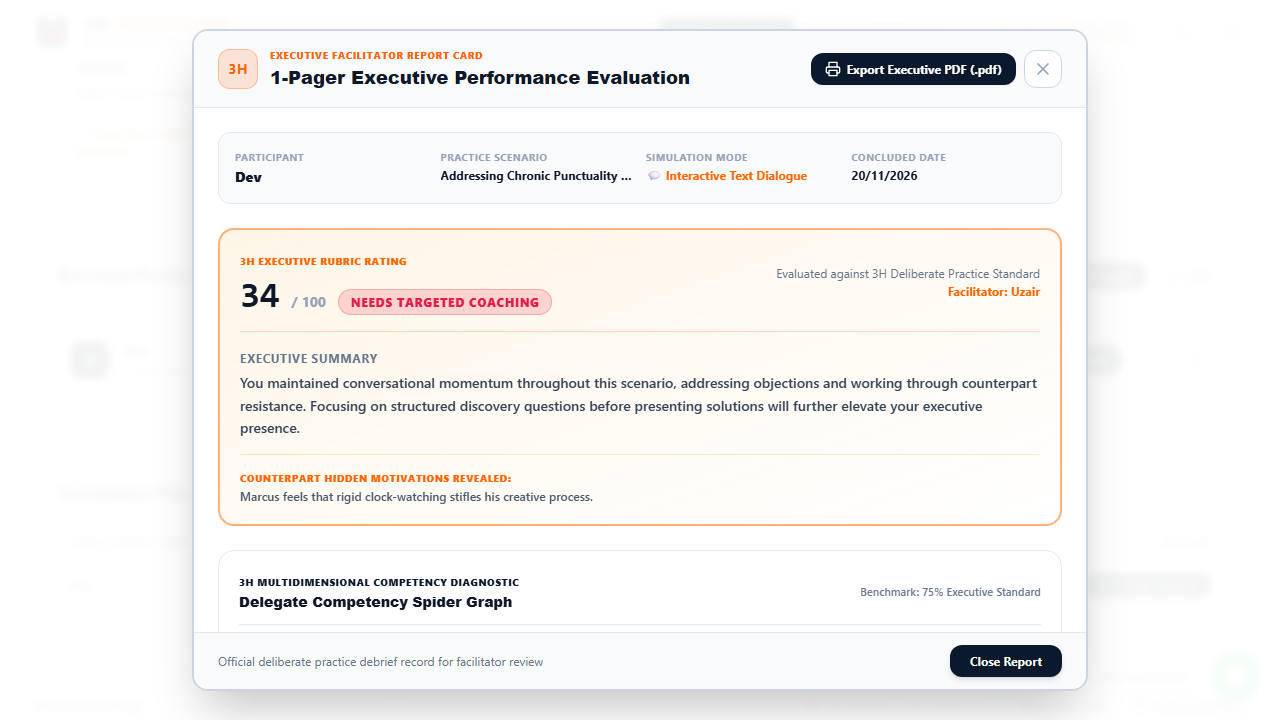 3H
EXECUTIVE FACILITATOR REPORT CARD
1-Pager Executive Performance Evaluation
Export Executive PDF (.pdf)
PARTICIPANT
Dev
PRACTICE SCENARIO
Addressing Chronic Punctuality ...
SIMULATION MODE
Interactive Text Dialogue
CONCLUDED DATE
20/11/2026
3H EXECUTIVE RUBRIC RATING
34 / 100 NEEDS TARGETED COACHING
Evaluated against 3H Deliberate Practice Standard
Facilitator: Uzair
EXECUTIVE SUMMARY
You maintained conversational momentum throughout this scenario, addressing objections and working through counterpart
resistance. Focusing on structured discovery questions before presenting solutions will further elevate your executive
presence.
COUNTERPART HIDDEN MOTIVATIONS REVEALED:
Marcus feels that rigid clock-watching stifles his creative process.
3H MULTIDIMENSIONAL COMPETENCY DIAGNOSTIC
Delegate Competency Spider Graph
Benchmark: 75% Executive Standard
Official deliberate practice debrief record for facilitator review
Close Report